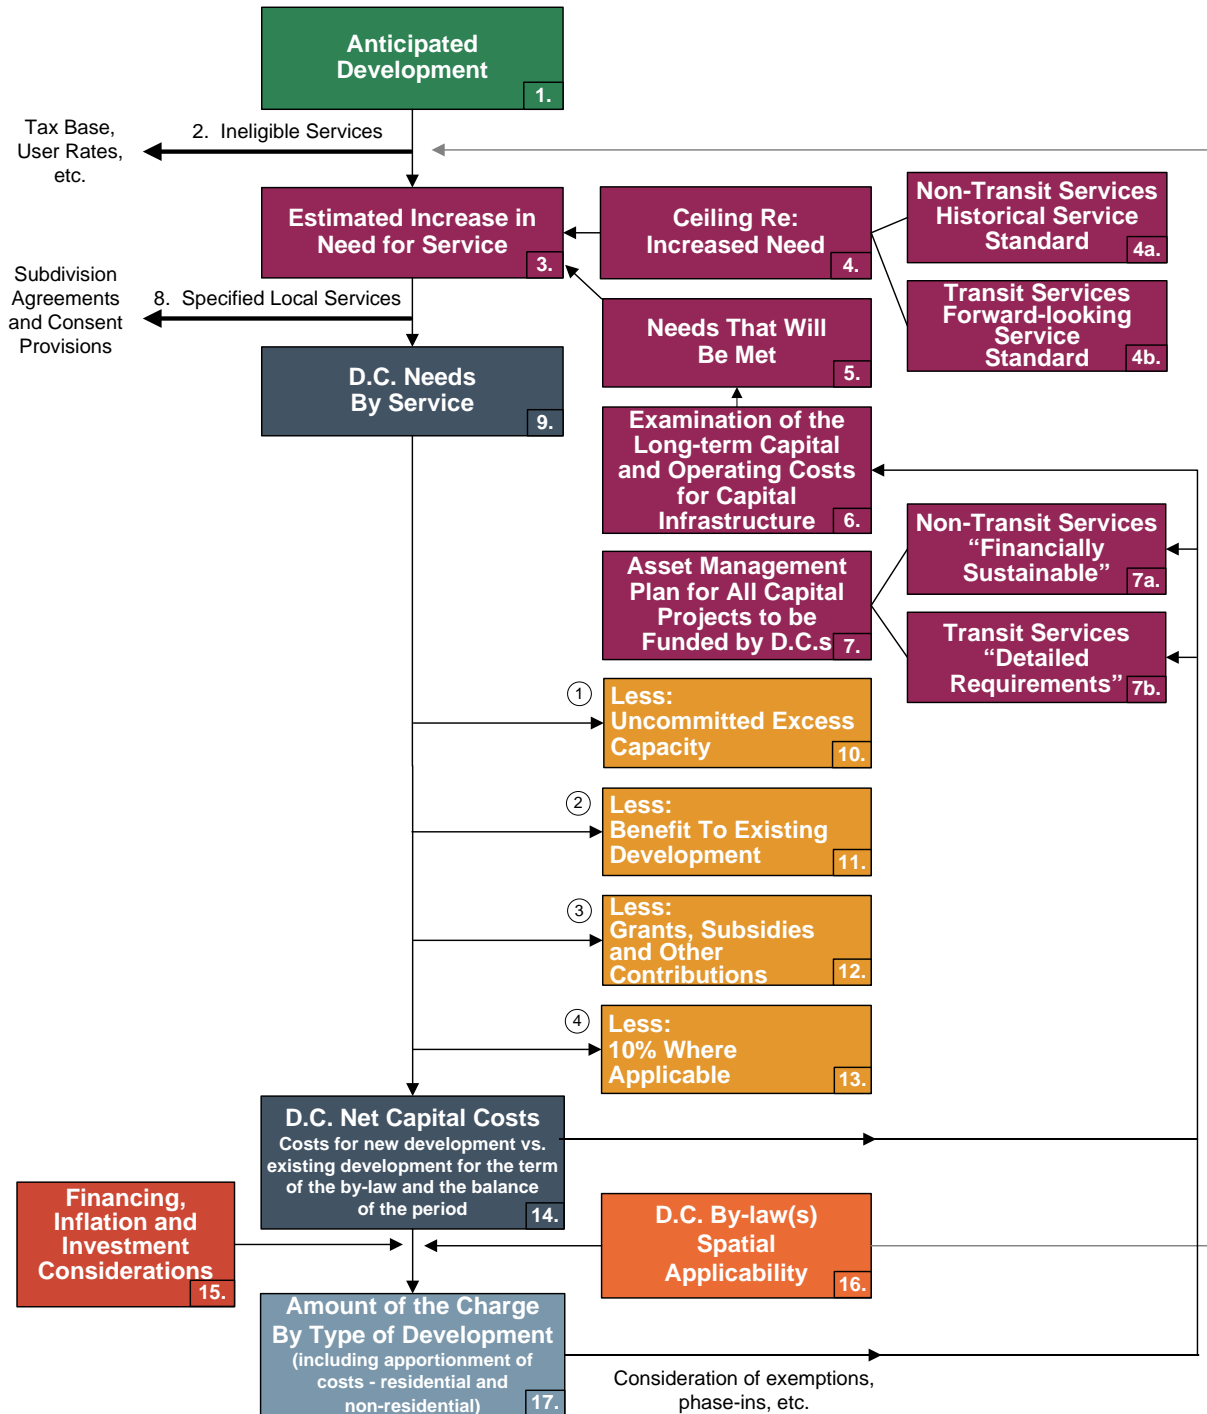 Anticipated
Development
1.
2.  Ineligible Services
Tax Base,
User Rates,
etc.
Estimated Increase in
Need for Service
3.
Ceiling Re:
Increased Need
4.
Non-Transit Services
Historical Service
Standard
4a.
Transit Services
Forward-looking
Service
Standard
4b.
Subdivision
Agreements
and Consent
Provisions
8.  Specified Local Services
Needs That Will
Be Met
5.
D.C. Needs
By Service
9.
Examination of the
Long-term Capital
and Operating Costs
for Capital
Infrastructure
6.
Non-Transit Services
“Financially
Sustainable”
7a.
Asset Management
Plan for All Capital
Projects to be
Funded by D.C.s
7.
Transit Services
“Detailed
Requirements”
7b.
1
Less:
Uncommitted Excess
Capacity
10.
2
Less:
Benefit To Existing
Development
11.
3
Less:
Grants, Subsidies
and Other
Contributions
12.
4
Less:
10% Where
Applicable
13.
D.C. Net Capital Costs
Costs for new development vs.
existing development for the term
of the by-law and the balance
of the period
14.
Financing,
Inflation and
Investment
Considerations
15.
D.C. By-law(s)
Spatial
Applicability
16.
Amount of the Charge
By Type of Development
(including apportionment of
costs - residential and
non-residential)
17.
Consideration of exemptions,
phase-ins, etc.